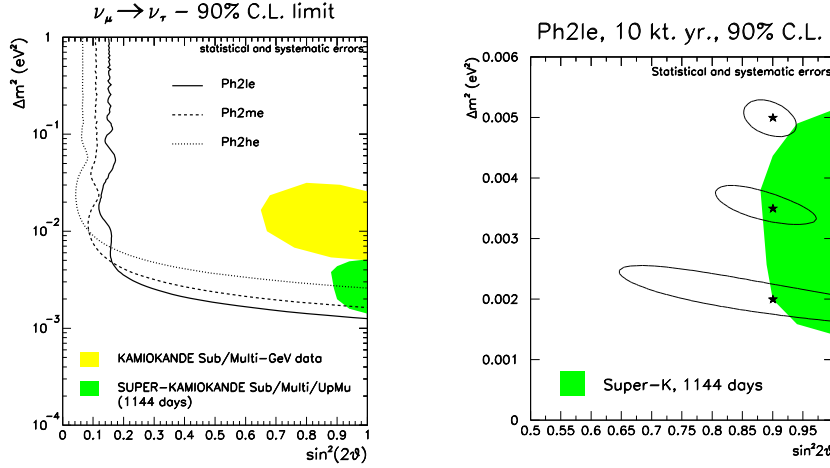 ν_μ → ν_τ − 90% C.L. limit
Δm² (eV²)
statistical and systematic errors
1
10⁻¹
10⁻²
10⁻³
10⁻⁴
Ph2le
Ph2me
Ph2he
KAMIOKANDE Sub/Multi−GeV data
SUPER−KAMIOKANDE Sub/Multi/UpMu
(1144 days)
0 0.1 0.2 0.3 0.4 0.5 0.6 0.7 0.8 0.9 1
sin²(2ϑ)
Ph2le, 10 kt. yr., 90% C.L.
Δm² (eV²)
Statistical and systematic errors
0.006
0.005
0.004
0.003
0.002
0.001
0
Super−K, 1144 days
0.5 0.55 0.6 0.65 0.7 0.75 0.8 0.85 0.9 0.95
sin²2ϑ